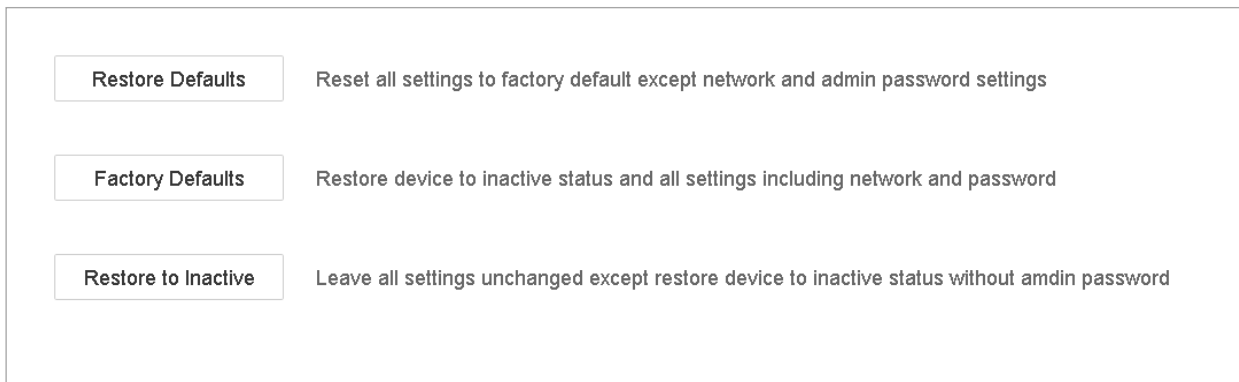 Restore Defaults Reset all settings to factory default except network and admin password settings
Factory Defaults Restore device to inactive status and all settings including network and password
Restore to Inactive Leave all settings unchanged except restore device to inactive status without amdin password